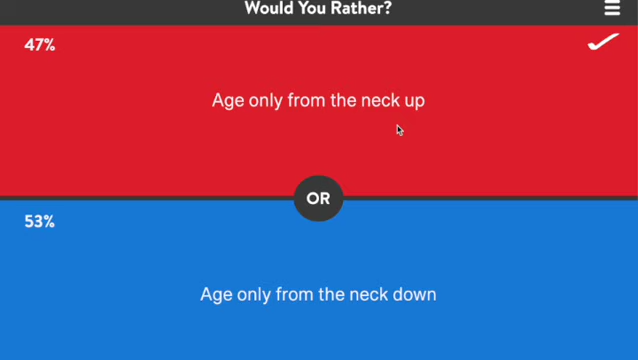 Would You Rather?
47%
Age only from the neck up
OR
53%
Age only from the neck down